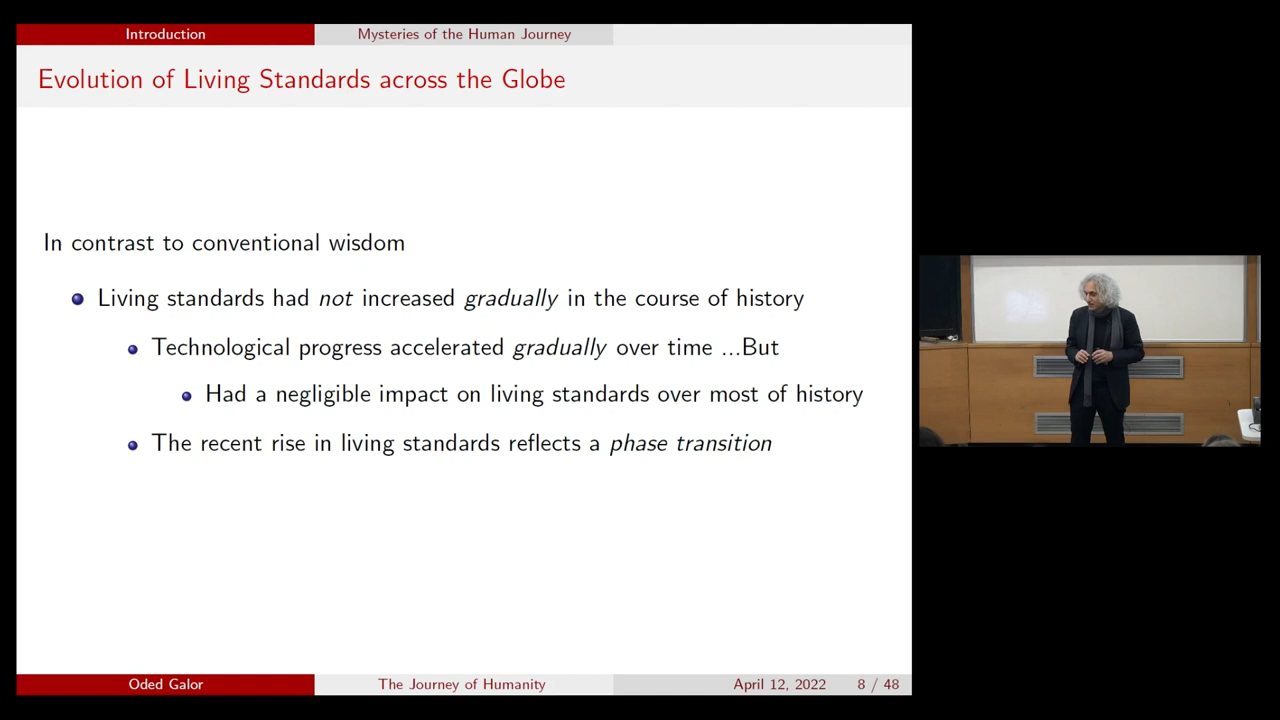 Introduction
Mysteries of the Human Journey
Evolution of Living Standards across the Globe
In contrast to conventional wisdom
Living standards had not increased gradually in the course of history
Technological progress accelerated gradually over time ...But
Had a negligible impact on living standards over most of history
The recent rise in living standards reflects a phase transition
Oded Galor
The Journey of Humanity
April 12, 2022
8 / 48